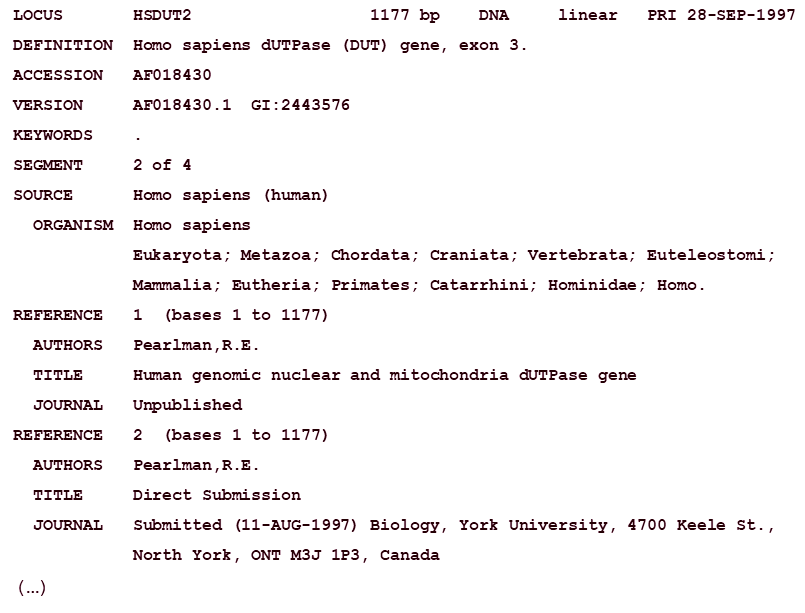 LOCUS       HSDUT2                  1177 bp    DNA     linear   PRI 28-SEP-1997
DEFINITION  Homo sapiens dUTPase (DUT) gene, exon 3.
ACCESSION   AF018430
VERSION     AF018430.1  GI:2443576
KEYWORDS    .
SEGMENT     2 of 4
SOURCE      Homo sapiens (human)
  ORGANISM  Homo sapiens
            Eukaryota; Metazoa; Chordata; Craniata; Vertebrata; Euteleostomi;
            Mammalia; Eutheria; Primates; Catarrhini; Hominidae; Homo.
REFERENCE   1  (bases 1 to 1177)
  AUTHORS   Pearlman,R.E.
  TITLE     Human genomic nuclear and mitochondria dUTPase gene
  JOURNAL   Unpublished
REFERENCE   2  (bases 1 to 1177)
  AUTHORS   Pearlman,R.E.
  TITLE     Direct Submission
  JOURNAL   Submitted (11-AUG-1997) Biology, York University, 4700 Keele St.,
            North York, ONT M3J 1P3, Canada
(...)